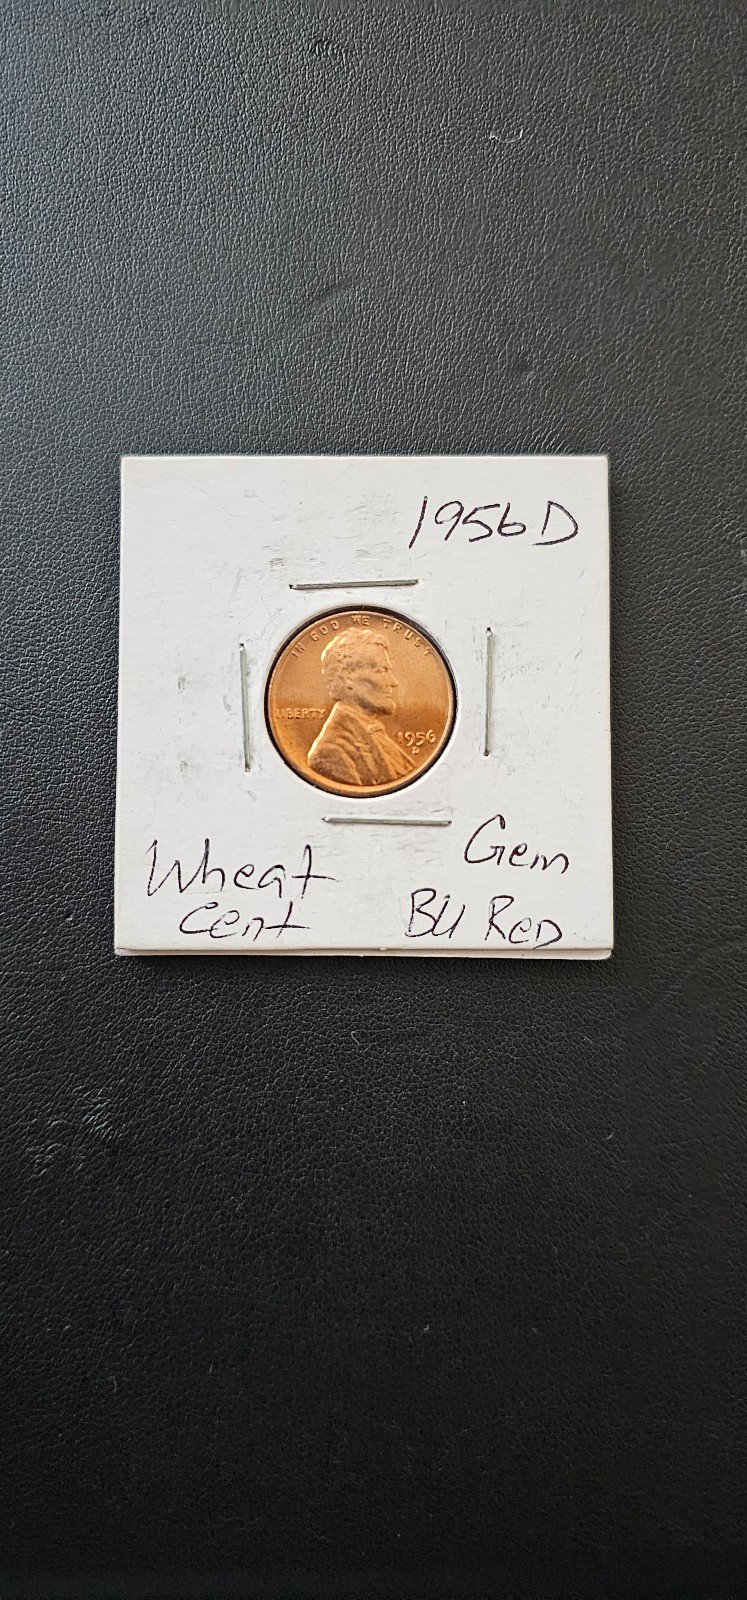 1956 D
IN GOD WE TRUST
LIBERTY
1956
D
Wheat
Cent
Gem
BU Red